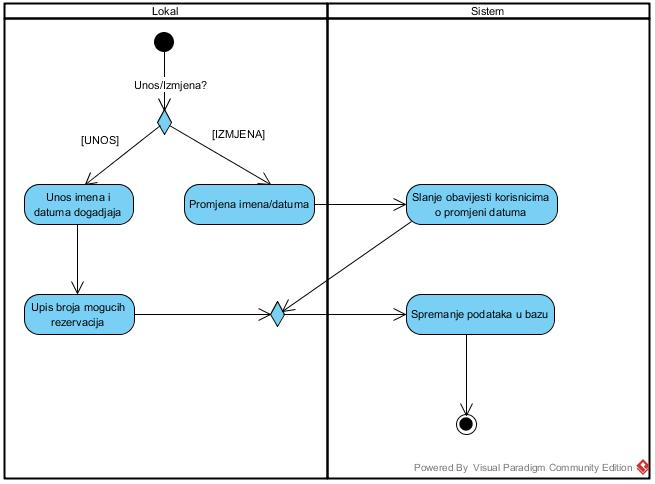 Lokal
Sistem
Unos/Izmjena?
[UNOS]
[IZMJENA]
Unos imena i
datuma dogadjaja
Promjena imena/datuma
Slanje obavijesti korisnicima
o promjeni datuma
Upis broja mogucih
rezervacija
Spremanje podataka u bazu
Powered By Visual Paradigm Community Edition